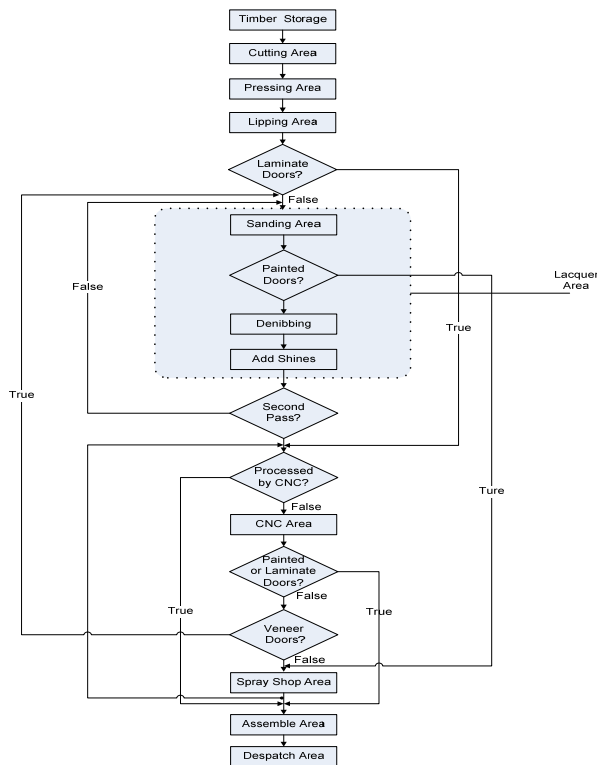 Timber Storage
Cutting Area
Pressing Area
Lipping Area
Laminate
Doors?
False
Sanding Area
Painted
Doors?
Lacquer
Area
False
Denibbing
True
Add Shines
True
Second
Pass?
Processed
by CNC?
Ture
False
CNC Area
Painted
or Laminate
Doors?
False
True
True
Veneer
Doors?
False
Spray Shop Area
Assemble Area
Despatch Area